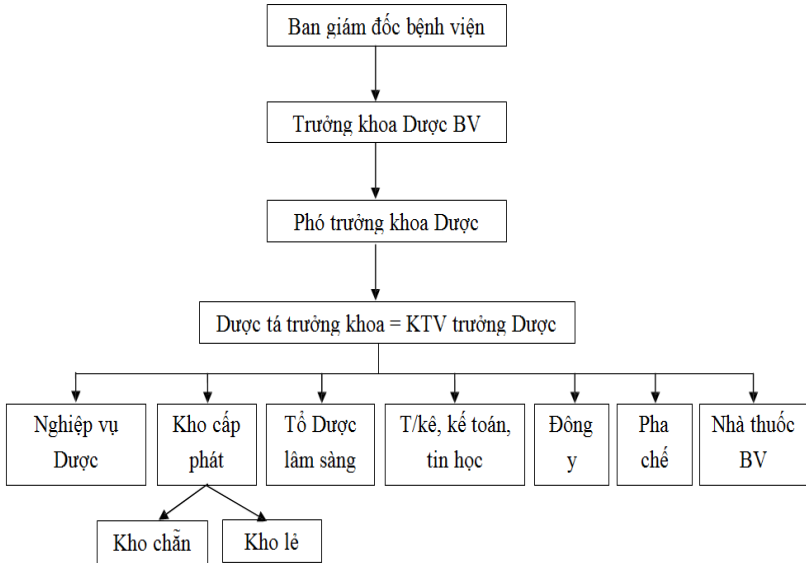 Ban giám đốc bệnh viện
Trưởng khoa Dược BV
Phó trưởng khoa Dược
Dược tá trưởng khoa = KTV trưởng Dược
Nghiệp vụ
Dược
Kho cấp
phát
Tổ Dược
lâm sàng
T/kê, kế toán,
tin học
Đông
y
Pha
chế
Nhà thuốc
BV
Kho chẵn
Kho lẻ